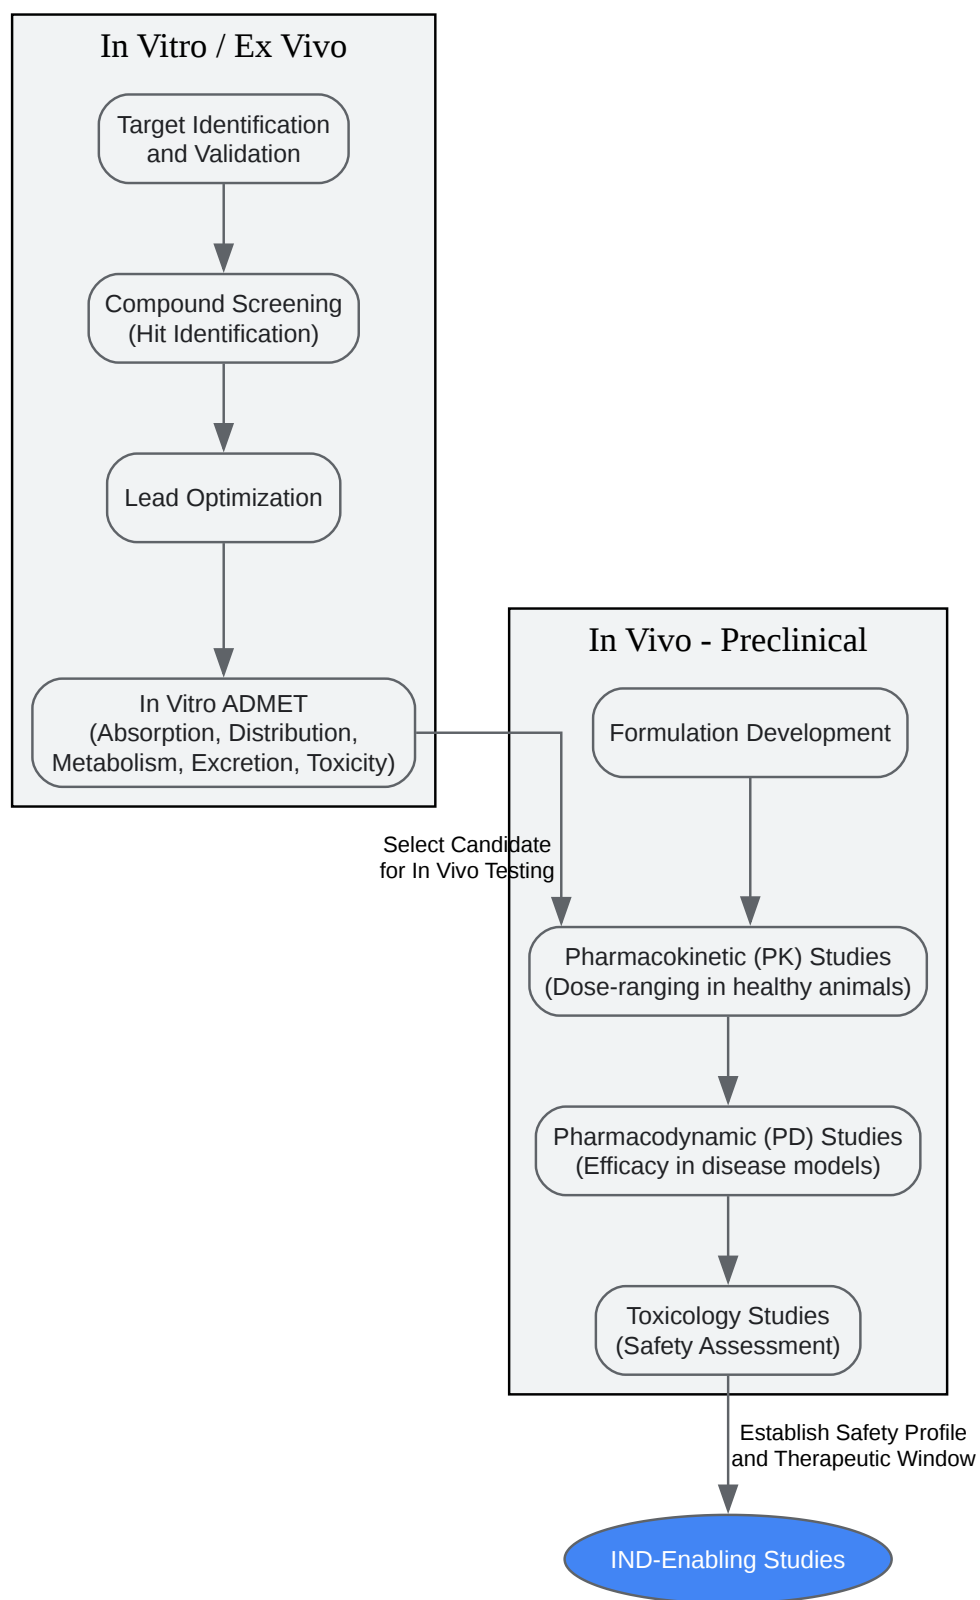 In Vitro / Ex Vivo
Target Identification
and Validation
Compound Screening
(Hit Identification)
Lead Optimization
In Vitro ADMET
(Absorption, Distribution,
Metabolism, Excretion, Toxicity)
Select Candidate
for In Vivo Testing
In Vivo - Preclinical
Formulation Development
Pharmacokinetic (PK) Studies
(Dose-ranging in healthy animals)
Pharmacodynamic (PD) Studies
(Efficacy in disease models)
Toxicology Studies
(Safety Assessment)
Establish Safety Profile
and Therapeutic Window
IND-Enabling Studies